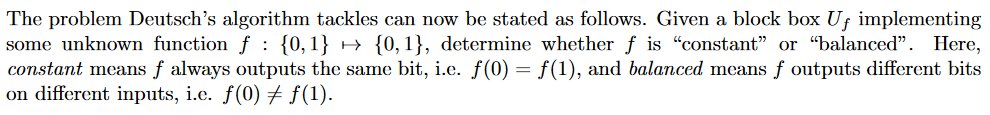 The problem Deutsch's algorithm tackles can now be stated as follows. Given a block box $U_f$ implementing
some unknown function $f : \{0, 1\} \mapsto \{0, 1\}$, determine whether $f$ is “constant” or “balanced”. Here,
constant means $f$ always outputs the same bit, i.e. $f(0) = f(1)$, and balanced means $f$ outputs different bits
on different inputs, i.e. $f(0) \neq f(1)$.